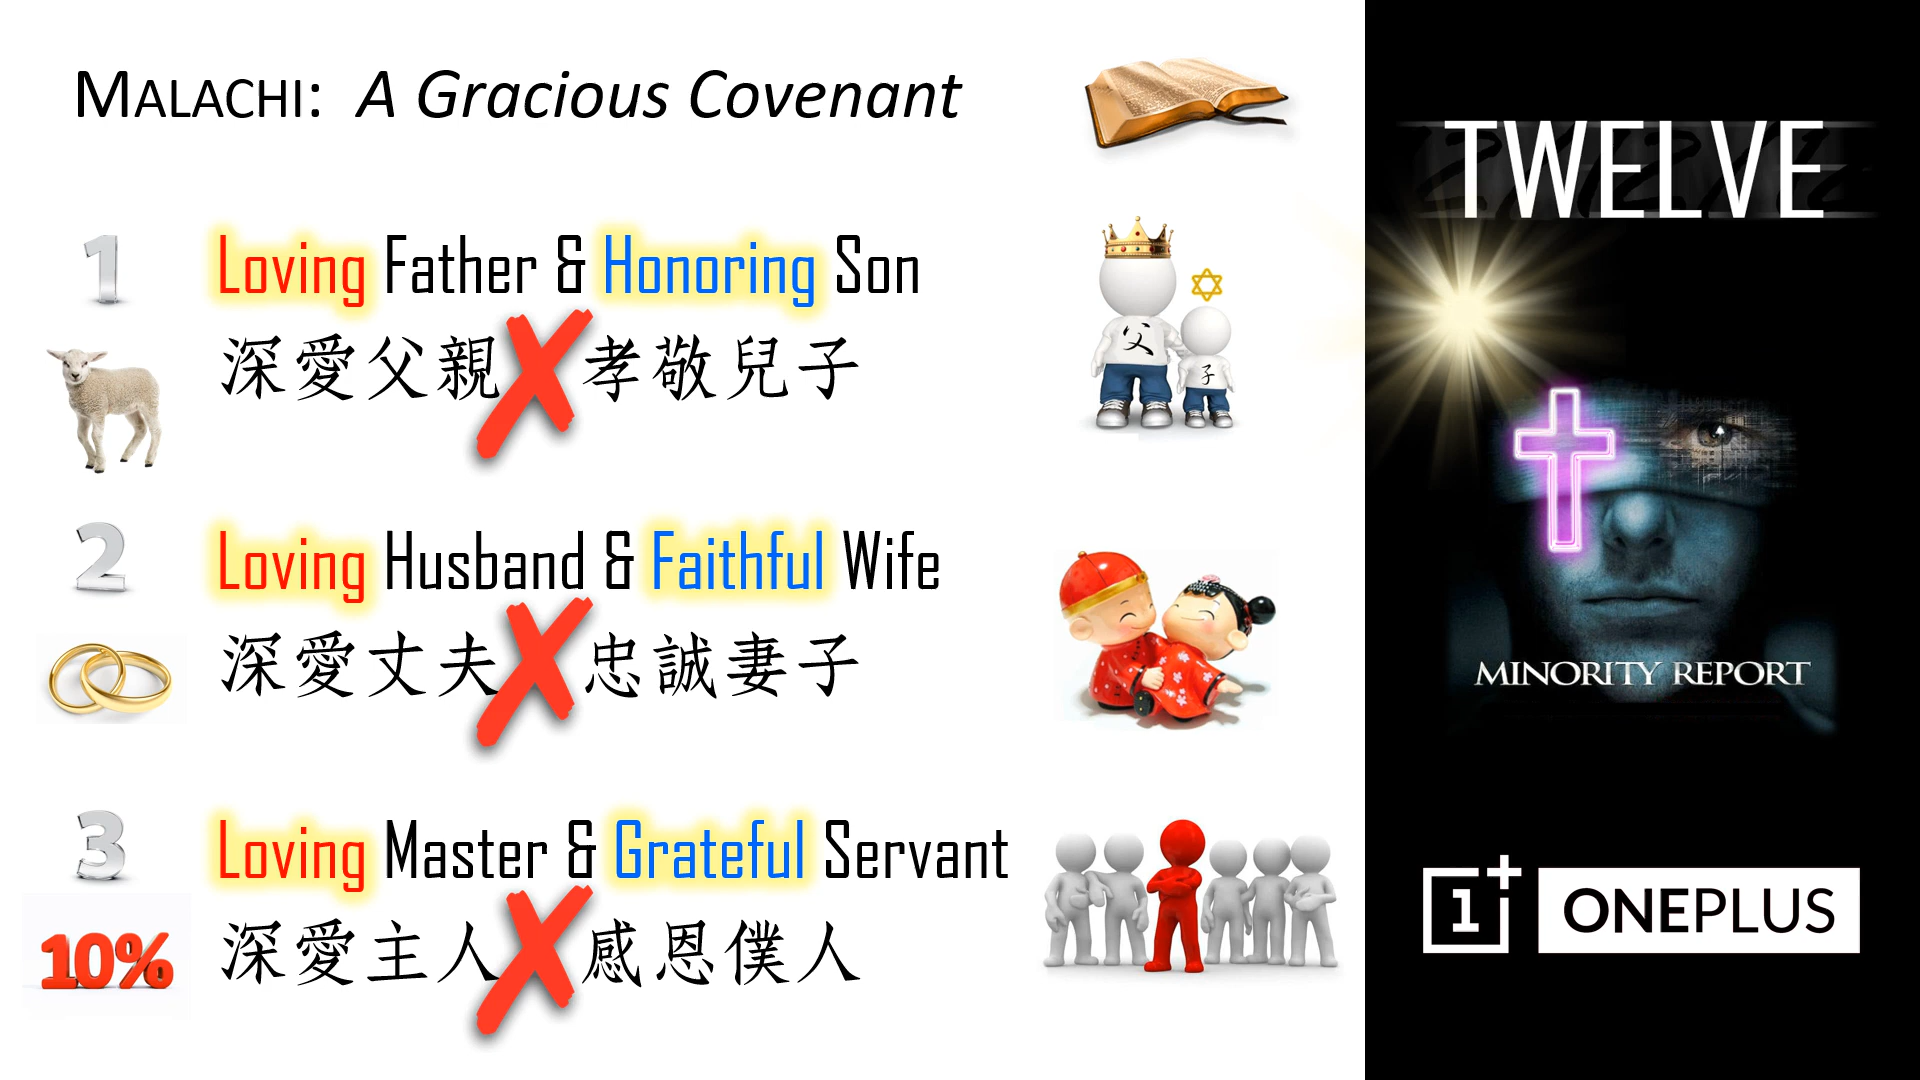 MALACHI: A Gracious Covenant
1
Loving Father & Honoring Son
深愛父親 孝敬兒子
父
子
2
Loving Husband & Faithful Wife
深愛丈夫 忠誠妻子
3
Loving Master & Grateful Servant
10%
深愛主人 感恩僕人
TWELVE
MINORITY REPORT
1+ ONEPLUS